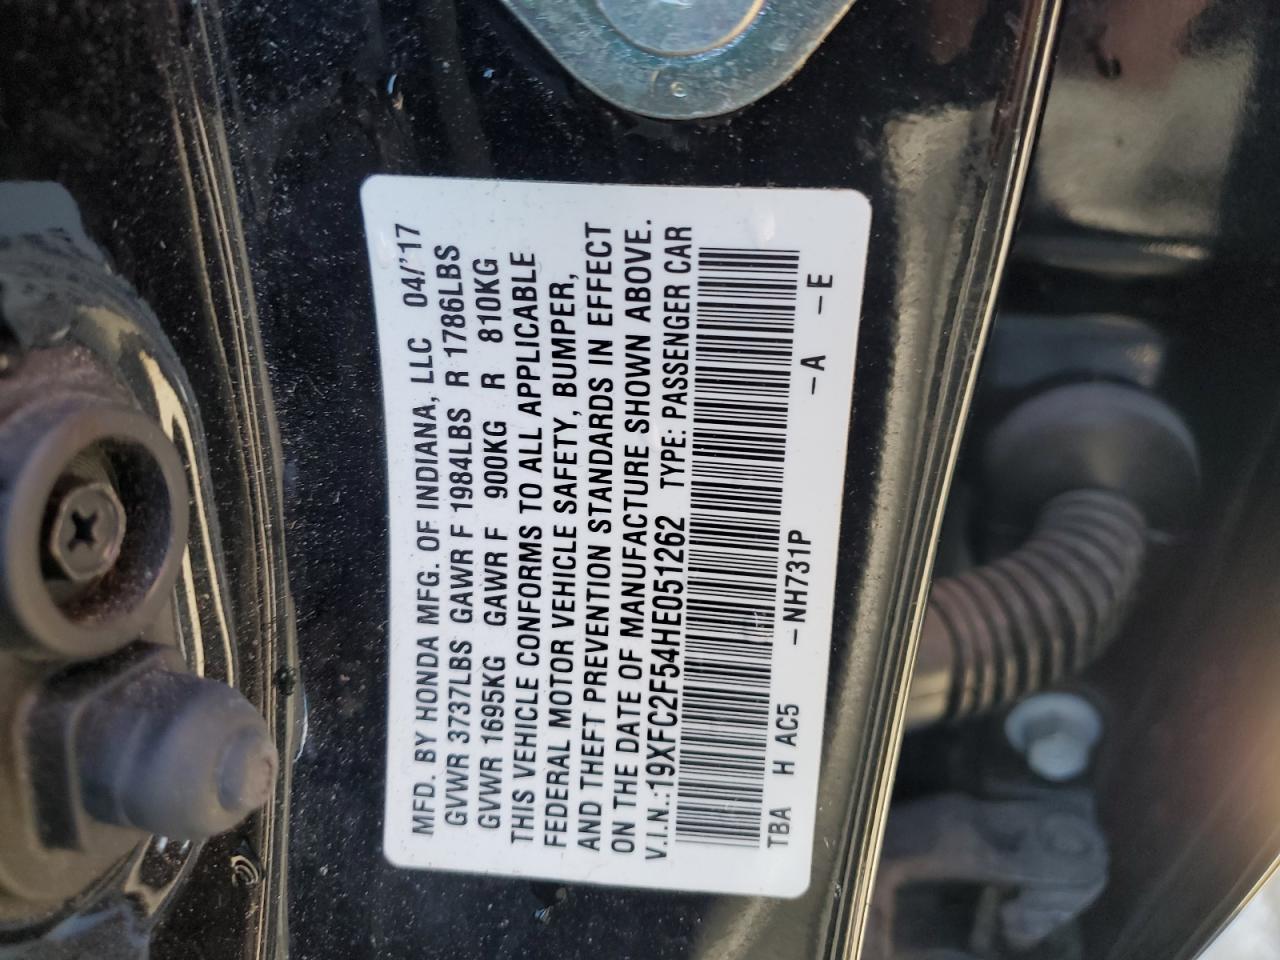 MFD. BY HONDA MFG. OF INDIANA, LLC 04/'17
GVWR 3737LBS GAWR F 1984LBS R 1786LBS
GVWR 1695KG GAWR F 900KG R 810KG
THIS VEHICLE CONFORMS TO ALL APPLICABLE
FEDERAL MOTOR VEHICLE SAFETY, BUMPER,
AND THEFT PREVENTION STANDARDS IN EFFECT
ON THE DATE OF MANUFACTURE SHOWN ABOVE.
V.I.N.:19XFC2F54HE051262 TYPE: PASSENGER CAR
TBA H AC5 -NH731P -A -E